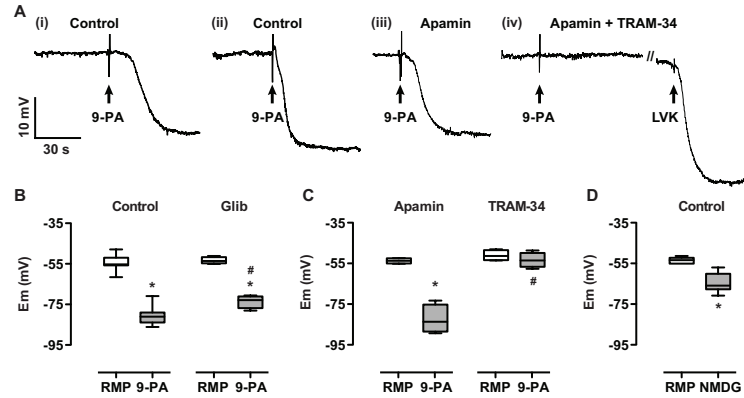 A
(i) Control
(ii) Control
(iii) Apamin
(iv) Apamin + TRAM-34
//
9-PA
9-PA
9-PA
9-PA
LVK
10 mV
30 s
B
Control
Glib
Em (mV)
-35
-55
-75
-95
*
#
*
RMP 9-PA
RMP 9-PA
C
Apamin
TRAM-34
Em (mV)
-35
-55
-75
-95
*
#
RMP 9-PA
RMP 9-PA
D
Control
Em (mV)
-35
-55
-75
-95
*
RMP NMDG